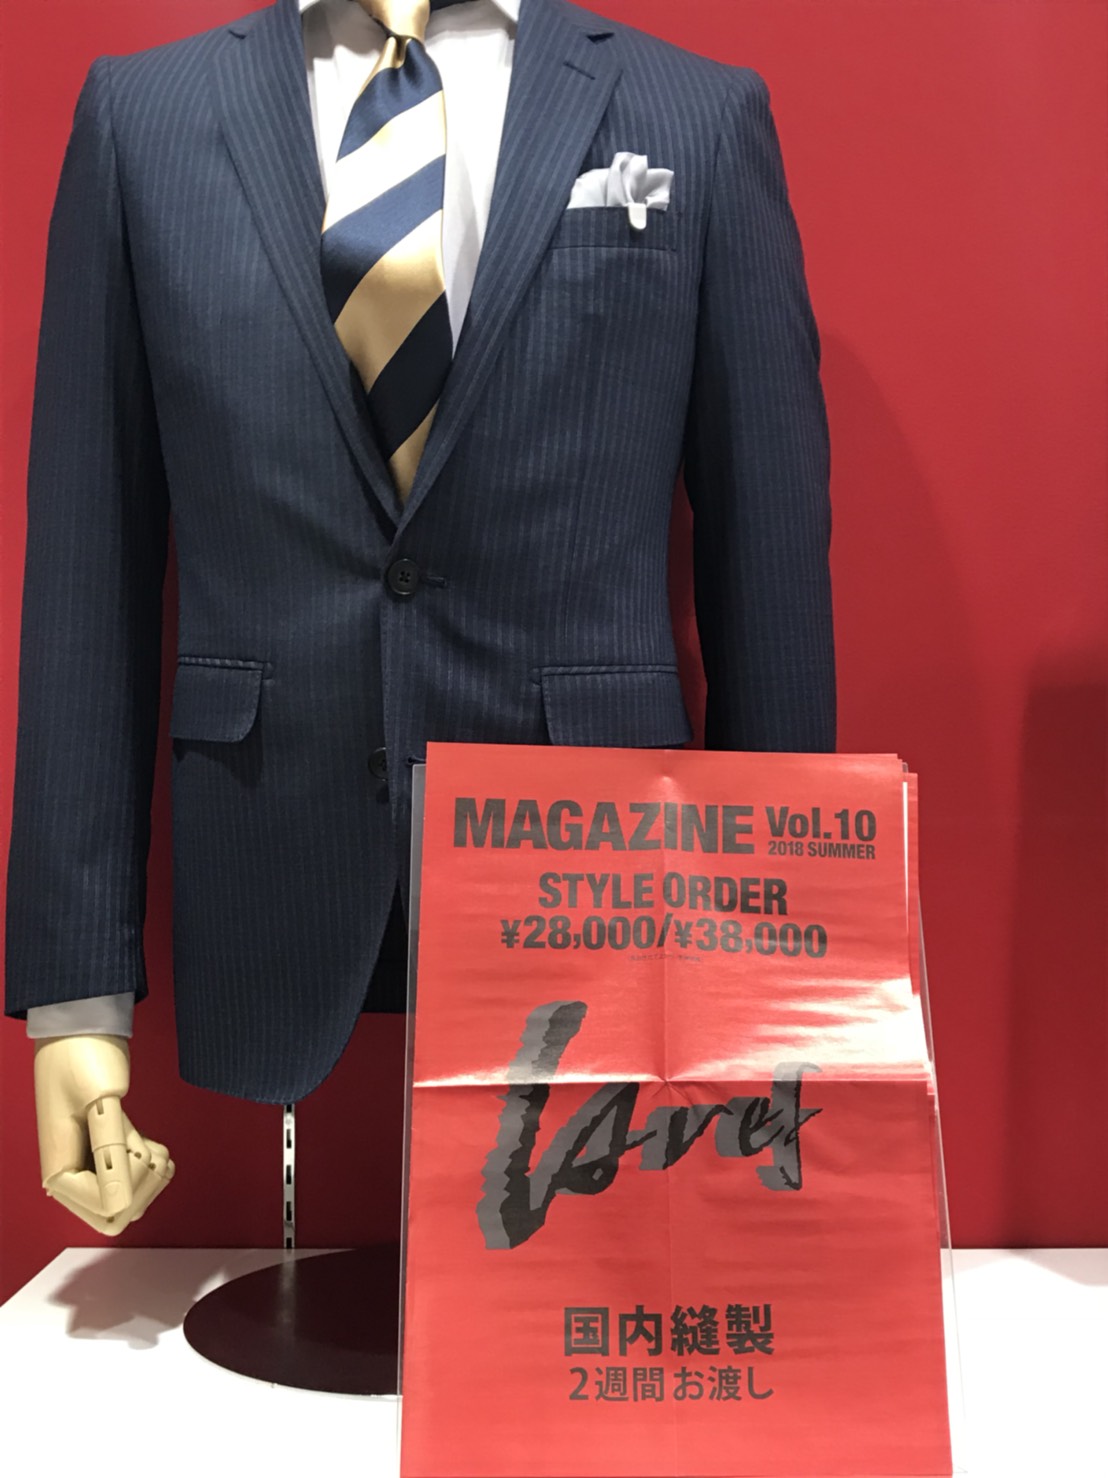 MAGAZINE Vol.10
2018 SUMMER
STYLE ORDER
¥28,000/¥38,000
国内縫製
2週間お渡し